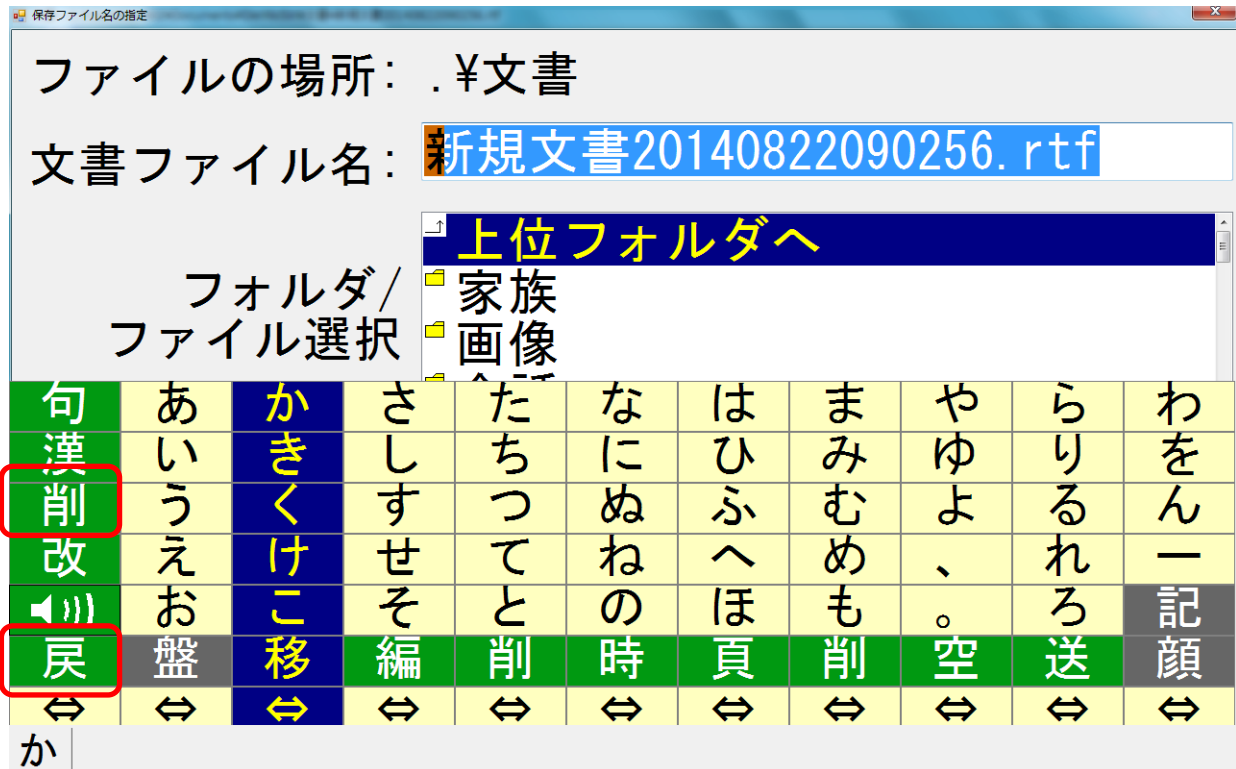 保存ファイル名の指定
ファイルの場所: .¥文書
文書ファイル名: 新規文書20140822090256.rtf
上位フォルダへ
フォルダ/
ファイル選択
家族
画像
句 あ か さ た な は ま や ら わ
漢 い き し ち に ひ み ゆ り を
削 う く す つ ぬ ふ む よ る ん
改 え け せ て ね へ め 、 れ ー
お こ そ と の ほ も 。 ろ 記
戻 盤 移 編 削 時 頁 削 空 送 顔
⇔ ⇔ ⇔ ⇔ ⇔ ⇔ ⇔ ⇔ ⇔ ⇔ ⇔
か